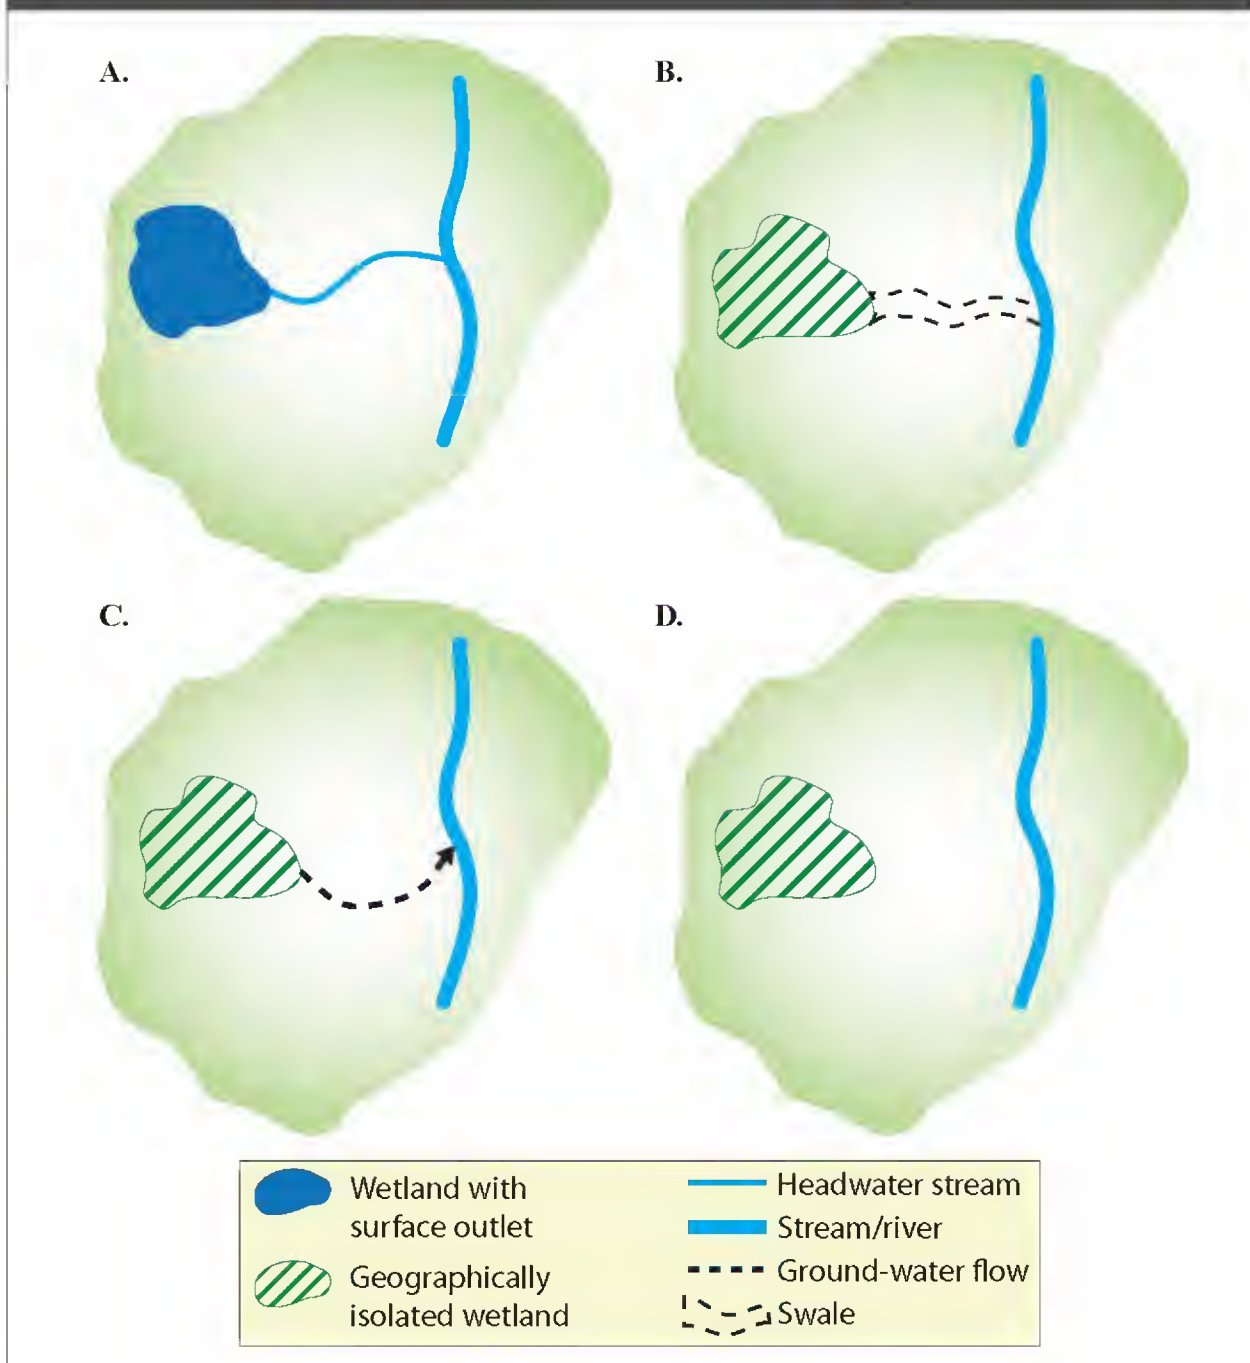 A.
B.
C.
D.
Wetland with
surface outlet
Geographically
isolated wetland
Headwater stream
Stream/river
Ground-water flow
Swale